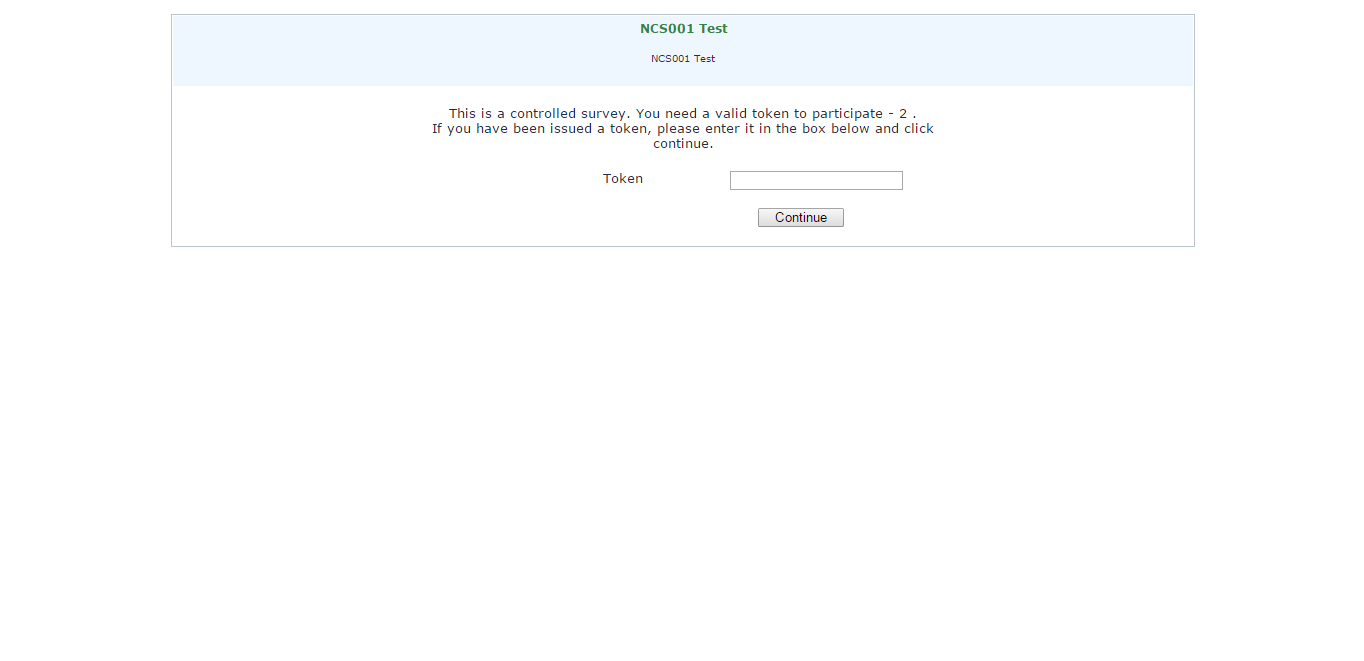 NCS001 Test
NCS001 Test
This is a controlled survey. You need a valid token to participate - 2 .
If you have been issued a token, please enter it in the box below and click
continue.
Token
Continue